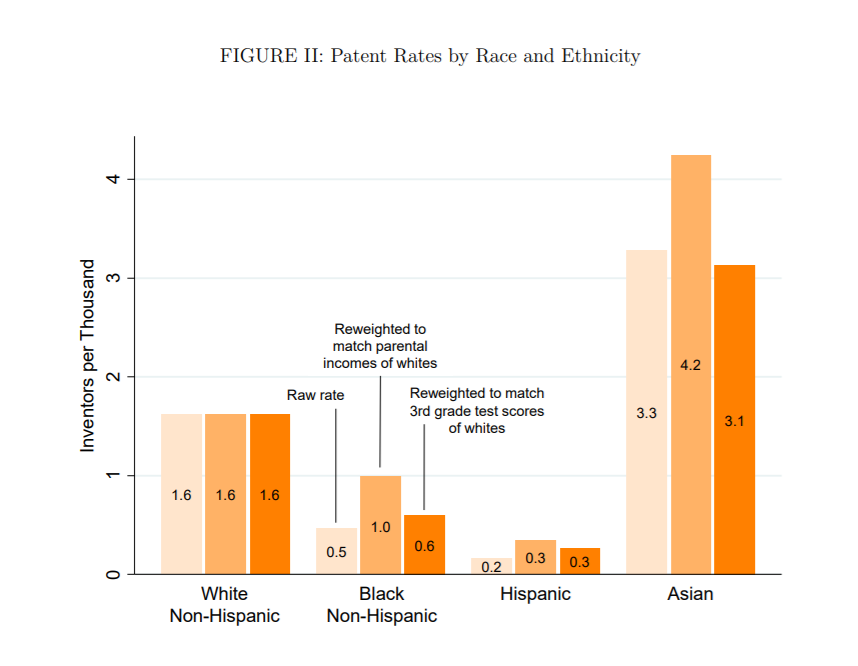 FIGURE II: Patent Rates by Race and Ethnicity
Inventors per Thousand
4
3
2
1
0
Reweighted to
match parental
incomes of whites
Raw rate
Reweighted to match
3rd grade test scores
of whites
1.6
1.6
1.6
0.5
1.0
0.6
0.2
0.3
0.3
3.3
4.2
3.1
White
Non-Hispanic
Black
Non-Hispanic
Hispanic
Asian